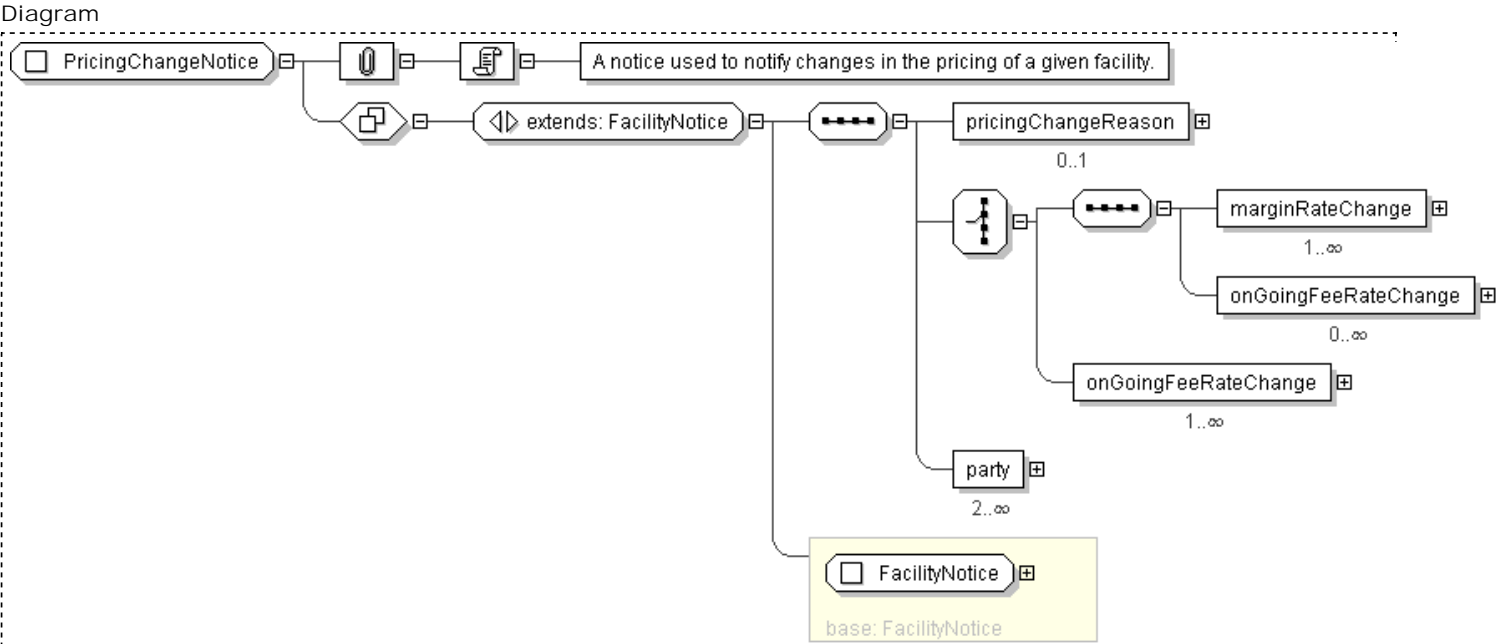 Diagram
PricingChangeNotice
A notice used to notify changes in the pricing of a given facility.
extends: FacilityNotice
pricingChangeReason
0..1
marginRateChange
1..∞
onGoingFeeRateChange
0..∞
onGoingFeeRateChange
1..∞
party
2..∞
FacilityNotice
base: FacilityNotice